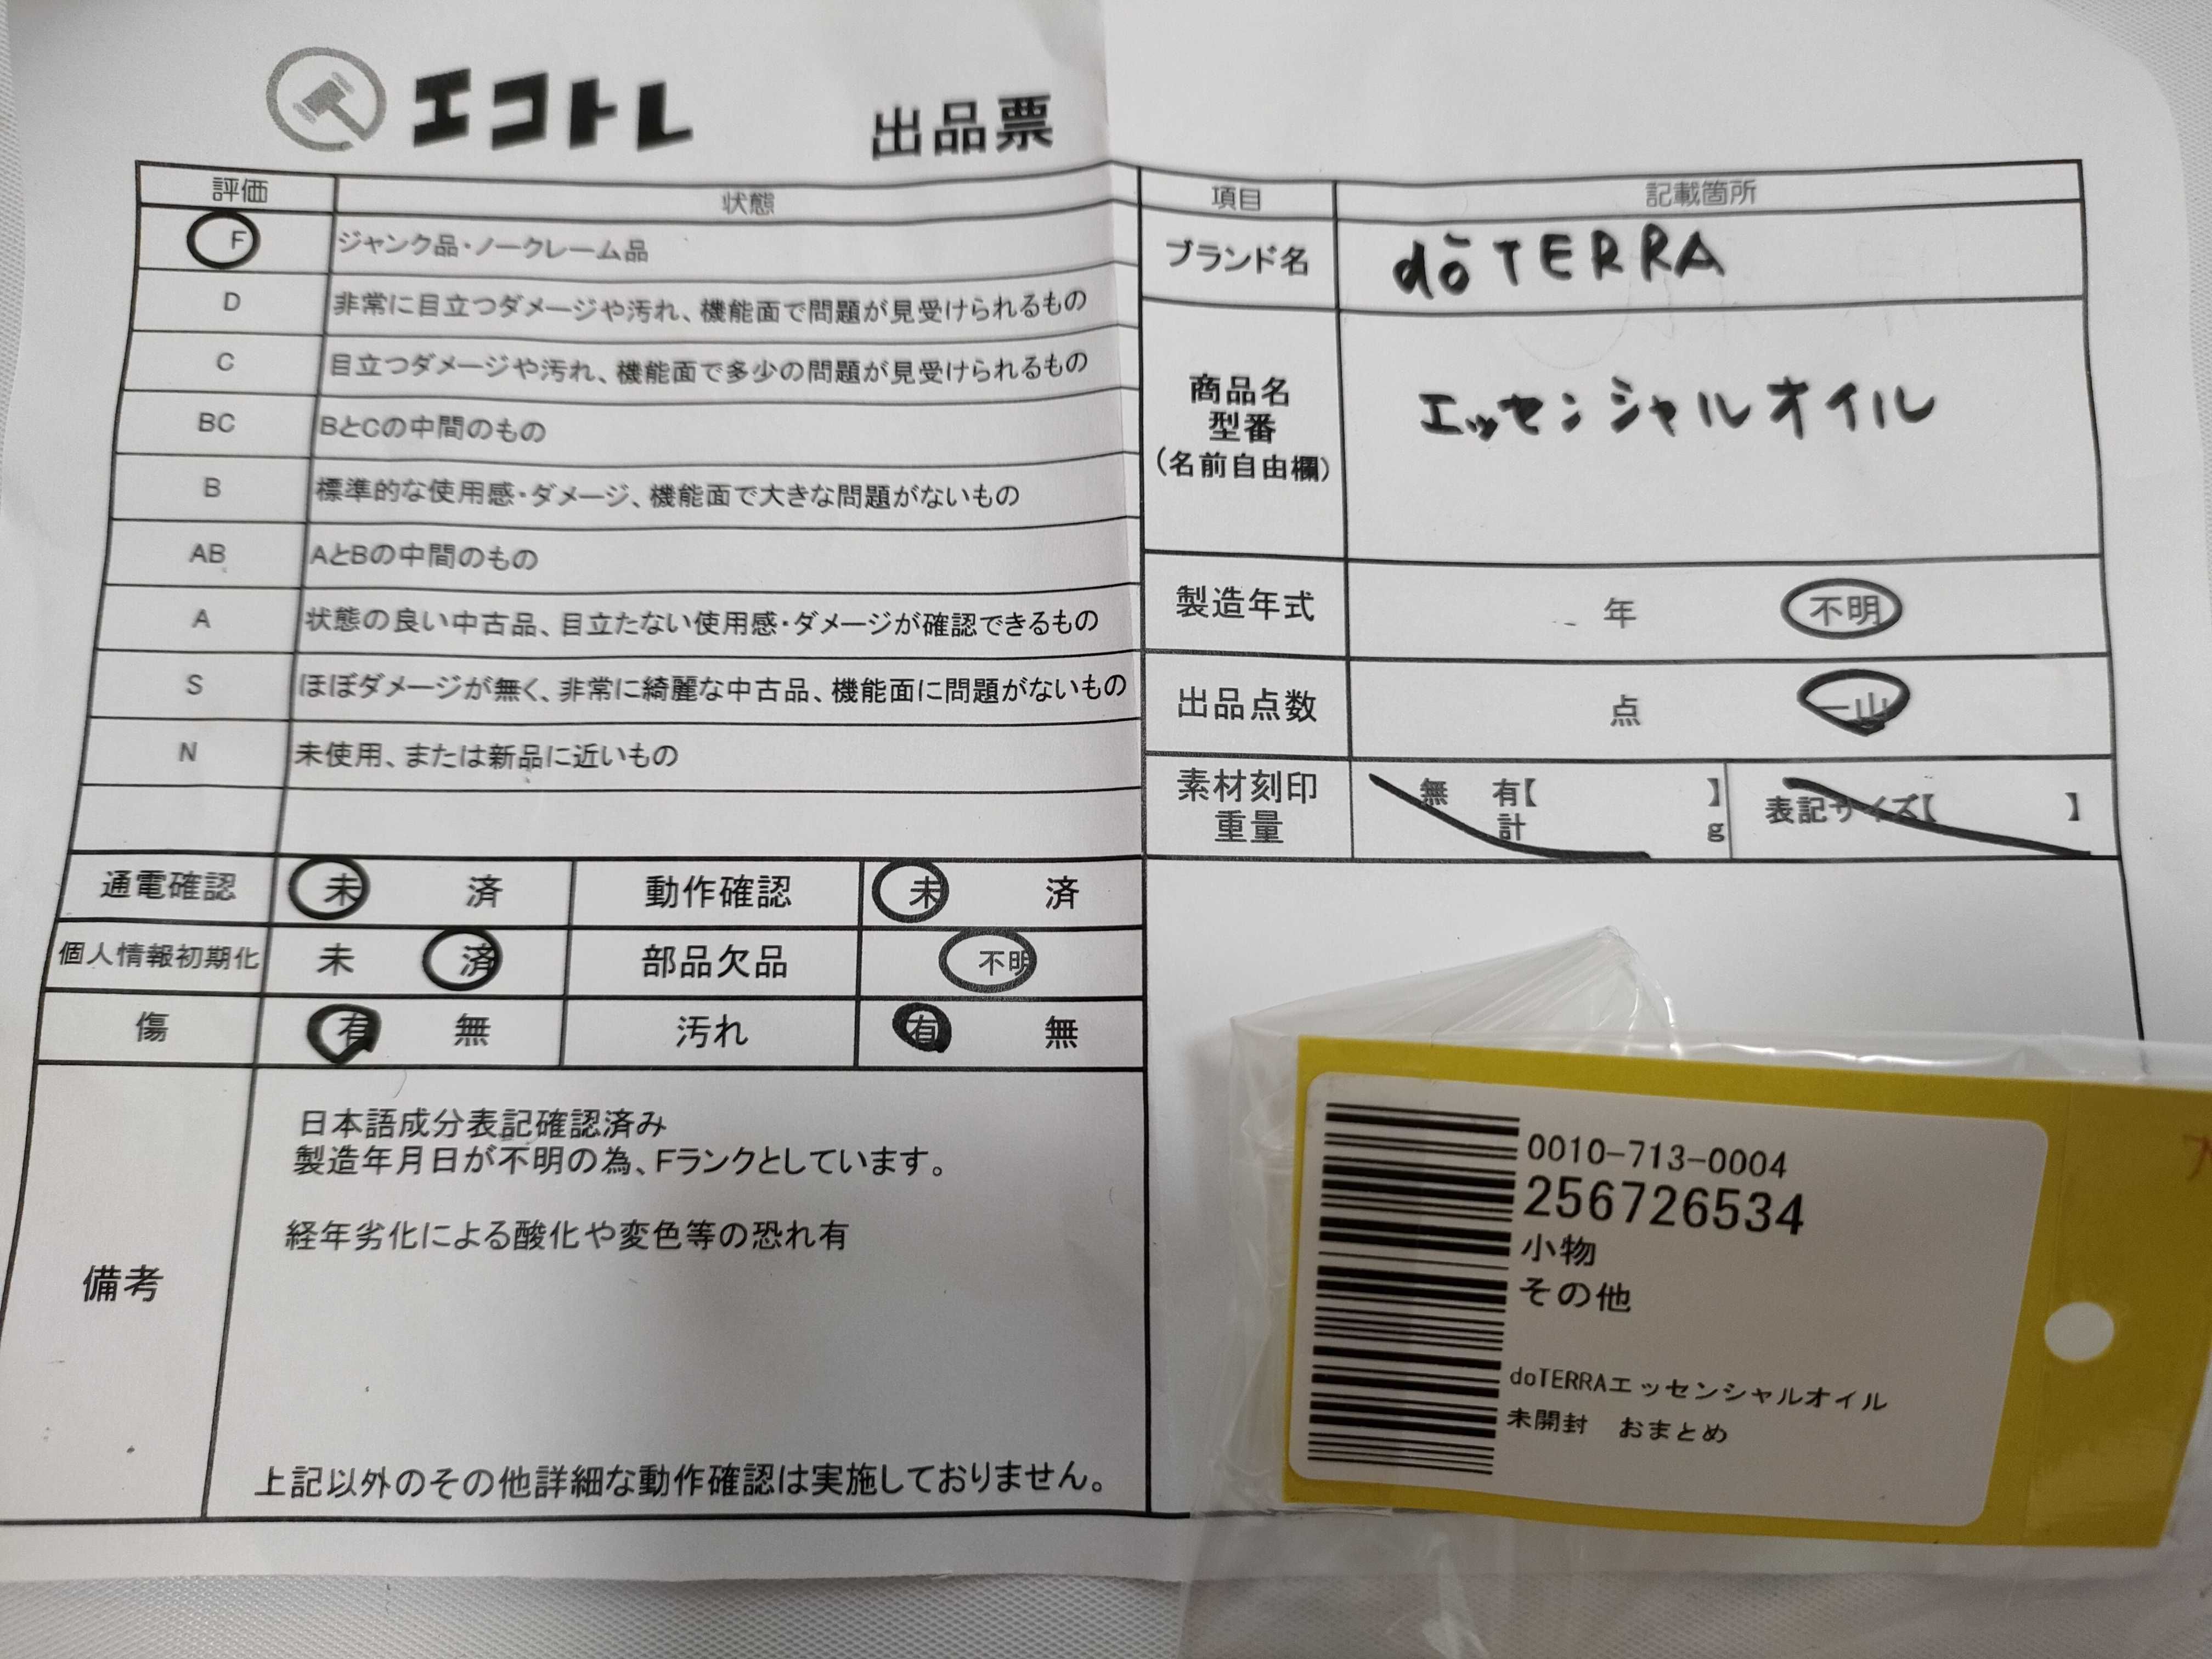 エコトレ 出品票
評価 状態
F ジャンク品・ノークレーム品
D 非常に目立つダメージや汚れ、機能面で問題が見受けられるもの
C 目立つダメージや汚れ、機能面で多少の問題が見受けられるもの
BC BとCの中間のもの
B 標準的な使用感・ダメージ、機能面で大きな問題がないもの
AB AとBの中間のもの
A 状態の良い中古品、目立たない使用感・ダメージが確認できるもの
S ほぼダメージが無く、非常に綺麗な中古品、機能面に問題がないもの
N 未使用、または新品に近いもの
通電確認 未 済 動作確認 未 済
個人情報初期化 未 済 部品欠品 不明
傷 有 無 汚れ 有 無
備考
日本語成分表記確認済み
製造年月日が不明の為、Fランクとしています。
経年劣化による酸化や変色等の恐れ有
上記以外のその他詳細な動作確認は実施しておりません。
項目 記載箇所
ブランド名 dōTERRA
商品名
型番
(名前自由欄)
エッセンシャルオイル
製造年式 年 不明
出品点数 点 一山
素材刻印
重量
無 有【 】
計 g
表記サイズ【 】
0010-713-0004
256726534
小物
その他
doTERRAエッセンシャルオイル
未開封 おまとめ